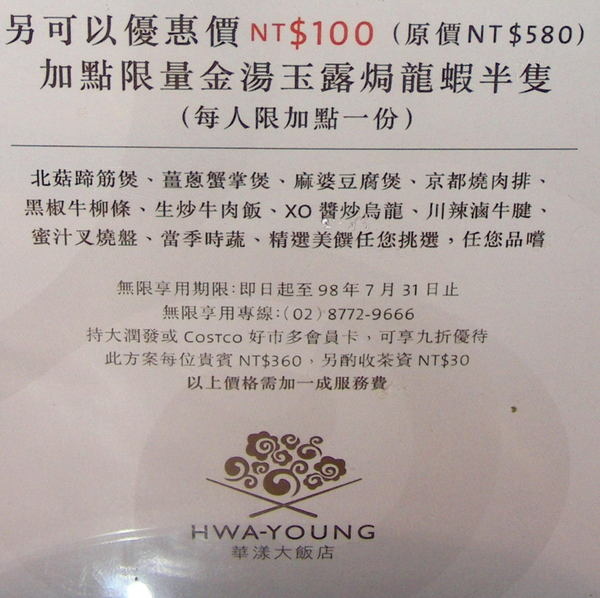 另可以優惠價NT$100 (原價NT$580)
加點限量金湯玉露焗龍蝦半隻
(每人限加點一份)
北菇蹄筋煲、薑蔥蟹掌煲、麻婆豆腐煲、京都燒肉排、
黑椒牛柳條、生炒牛肉飯、XO醬炒烏龍、川辣滷牛腱、
蜜汁叉燒盤、當季時蔬、精選美饌任您挑選，任您品嚐
無限享用期限:即日起至98年7月31日止
無限享用專線:(02) 8772-9666
持大潤發或Costco好市多會員卡，可享九折優待
此方案每位貴賓NT$360，另酌收茶資NT$30
以上價格需加一成服務費
HWA-YOUNG
華漾大飯店